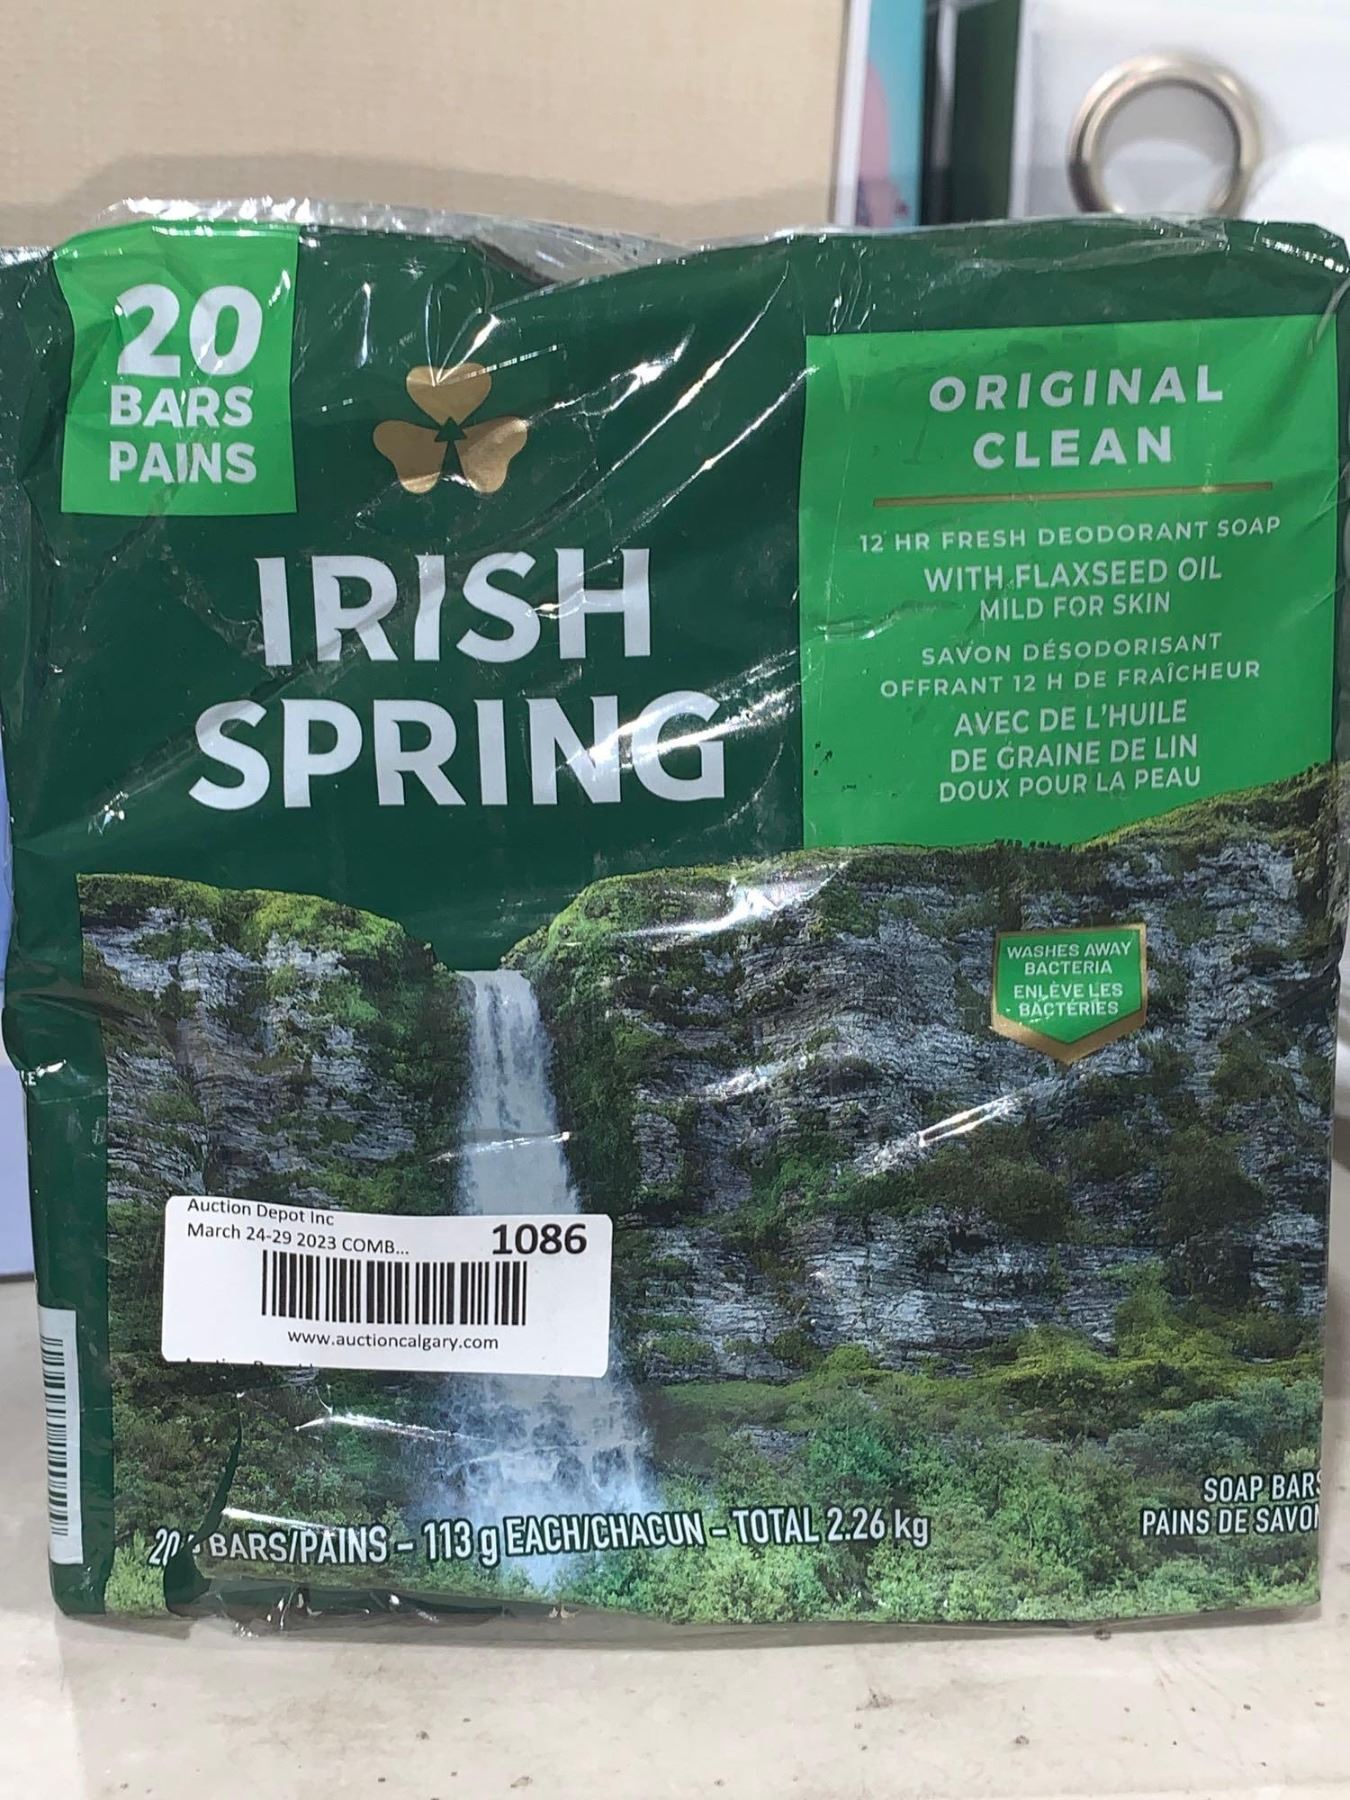 20
BARS
PAINS
IRISH
SPRING
ORIGINAL
CLEAN
12 HR FRESH DEODORANT SOAP
WITH FLAXSEED OIL
MILD FOR SKIN
SAVON DÉSODORISANT
OFFRANT 12 H DE FRAÎCHEUR
AVEC DE L'HUILE
DE GRAINE DE LIN
DOUX POUR LA PEAU
WASHES AWAY
BACTERIA
ENLÈVE LES
BACTÉRIES
Auction Depot Inc
March 24-29 2023 COMB...
1086
www.auctioncalgary.com
20 BARS/PAINS – 113 g EACH/CHACUN – TOTAL 2.26 kg
SOAP BARS
PAINS DE SAVON